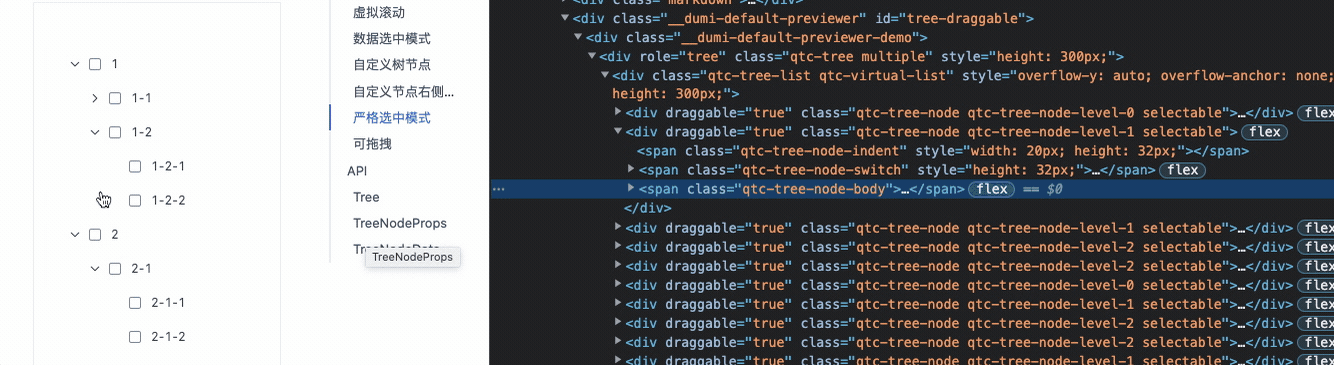 1
1-1
1-2
1-2-1
1-2-2
2
2-1
2-1-1
2-1-2
虚拟滚动
数据选中模式
自定义树节点
自定义节点右侧...
严格选中模式
可拖拽
API
Tree
TreeNodeProps
TreeNodeData
TreeNodeProps
<div class="__dumi-default-previewer" id="tree-draggable">
<div class="__dumi-default-previewer-demo">
<div role="tree" class="qtc-tree multiple" style="height: 300px;">
<div class="qtc-tree-list qtc-virtual-list" style="overflow-y: auto; overflow-anchor: none;
height: 300px;">
<div draggable="true" class="qtc-tree-node qtc-tree-node-level-0 selectable">…</div> flex
<div draggable="true" class="qtc-tree-node qtc-tree-node-level-1 selectable"> flex
<span class="qtc-tree-node-indent" style="width: 20px; height: 32px;"></span>
<span class="qtc-tree-node-switch" style="height: 32px;">…</span> flex
… <span class="qtc-tree-node-body">…</span> flex == $0
</div>
<div draggable="true" class="qtc-tree-node qtc-tree-node-level-1 selectable">…</div> flex
<div draggable="true" class="qtc-tree-node qtc-tree-node-level-2 selectable">…</div> flex
<div draggable="true" class="qtc-tree-node qtc-tree-node-level-2 selectable">…</div> flex
<div draggable="true" class="qtc-tree-node qtc-tree-node-level-0 selectable">…</div> flex
<div draggable="true" class="qtc-tree-node qtc-tree-node-level-1 selectable">…</div> flex
<div draggable="true" class="qtc-tree-node qtc-tree-node-level-2 selectable">…</div> flex
<div draggable="true" class="qtc-tree-node qtc-tree-node-level-2 selectable">…</div> flex
<div draggable="true" class="qtc-tree-node qtc-tree-node-level-1 selectable">…</div> flex